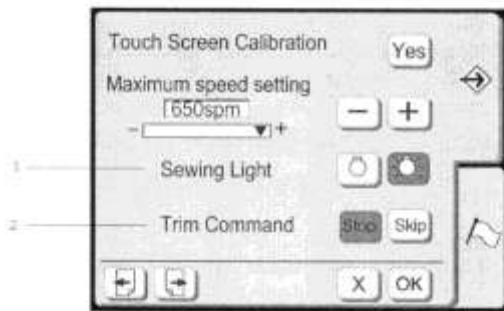 Touch Screen Calibration Yes
Maximum speed setting
650spm - +
- +
1 Sewing Light
2 Trim Command Stop Skip
X OK